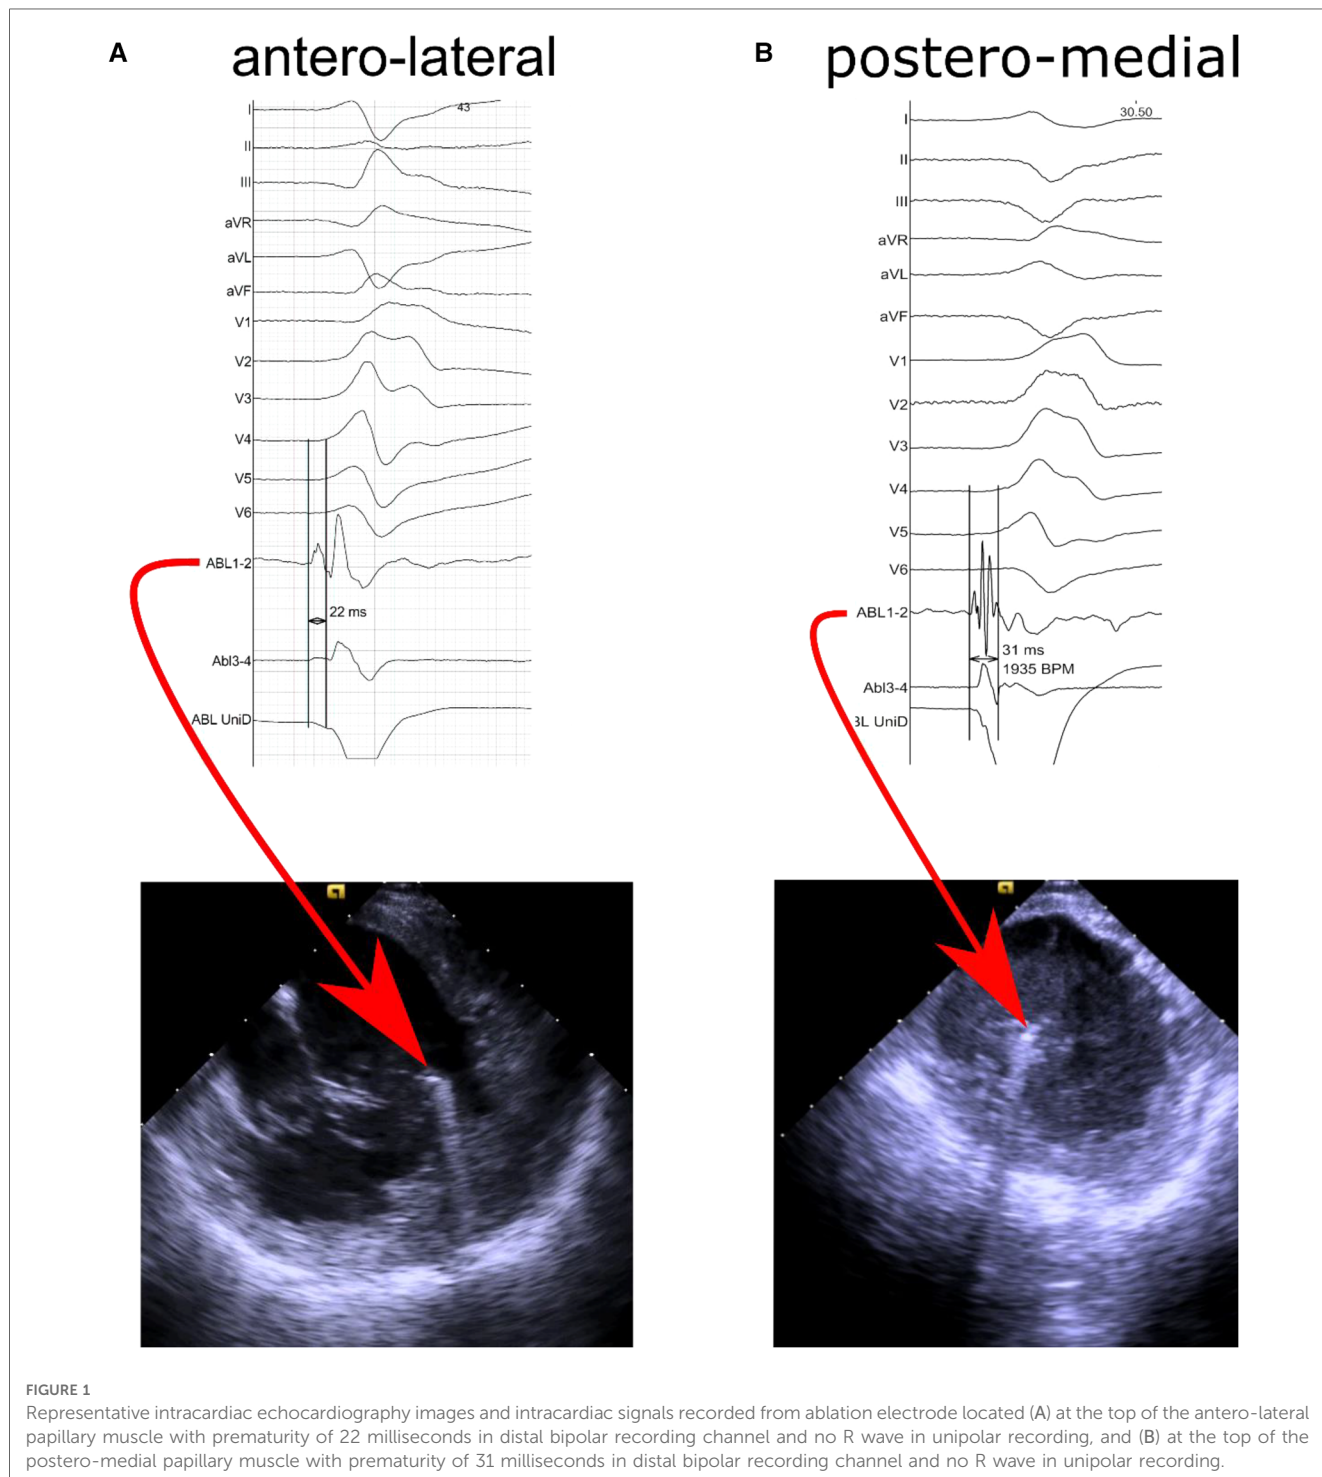 A
antero-lateral
I
43
II
III
aVR
aVL
aVF
V1
V2
V3
V4
V5
V6
ABL1-2
22 ms
Abl3-4
ABL UniD
B
postero-medial
30.50
I
II
III
aVR
aVL
aVF
V1
V2
V3
V4
V5
V6
ABL1-2
31 ms
1935 BPM
Abl3-4
BL UniD
FIGURE 1
Representative intracardiac echocardiography images and intracardiac signals recorded from ablation electrode located (A) at the top of the antero-lateral
papillary muscle with prematurity of 22 milliseconds in distal bipolar recording channel and no R wave in unipolar recording, and (B) at the top of the
postero-medial papillary muscle with prematurity of 31 milliseconds in distal bipolar recording channel and no R wave in unipolar recording.